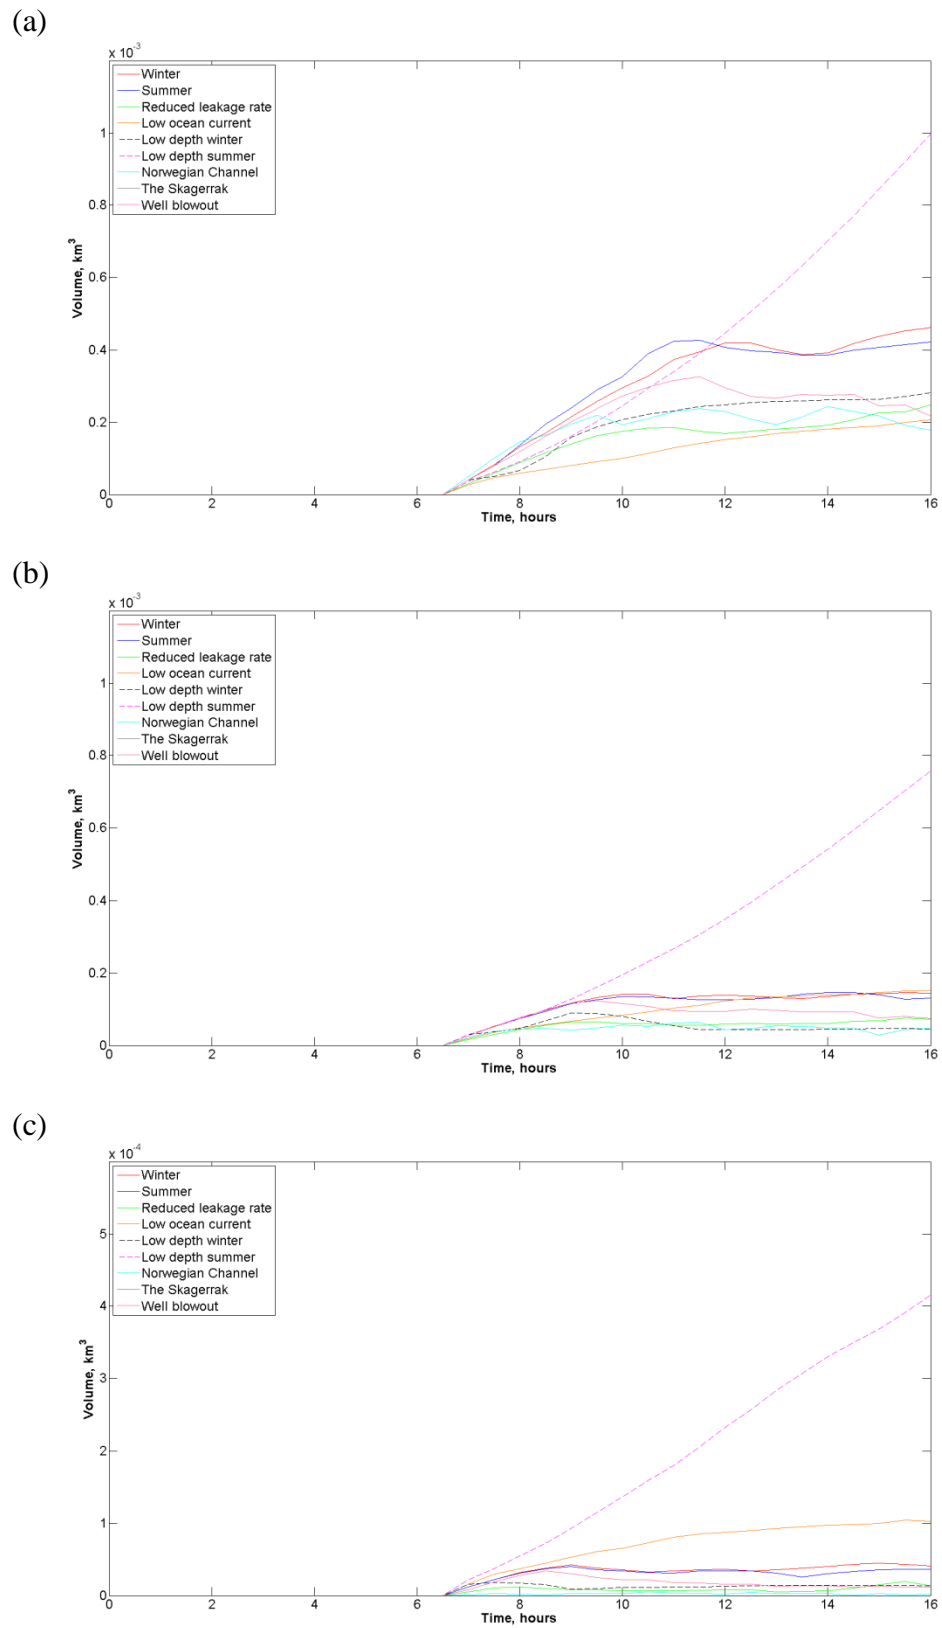 (a)
x 10⁻³
Winter
Summer
Reduced leakage rate
Low ocean current
Low depth winter
Low depth summer
Norwegian Channel
The Skagerrak
Well blowout
1
0.8
0.6
0.4
0.2
0
Volume, km³
0 2 4 6 8 10 12 14 16
Time, hours
(b)
x 10⁻³
Winter
Summer
Reduced leakage rate
Low ocean current
Low depth winter
Low depth summer
Norwegian Channel
The Skagerrak
Well blowout
1
0.8
0.6
0.4
0.2
0
Volume, km³
0 2 4 6 8 10 12 14 16
Time, hours
(c)
x 10⁻⁴
Winter
Summer
Reduced leakage rate
Low ocean current
Low depth winter
Low depth summer
Norwegian Channel
The Skagerrak
Well blowout
5
4
3
2
1
0
Volume, km³
0 2 4 6 8 10 12 14 16
Time, hours